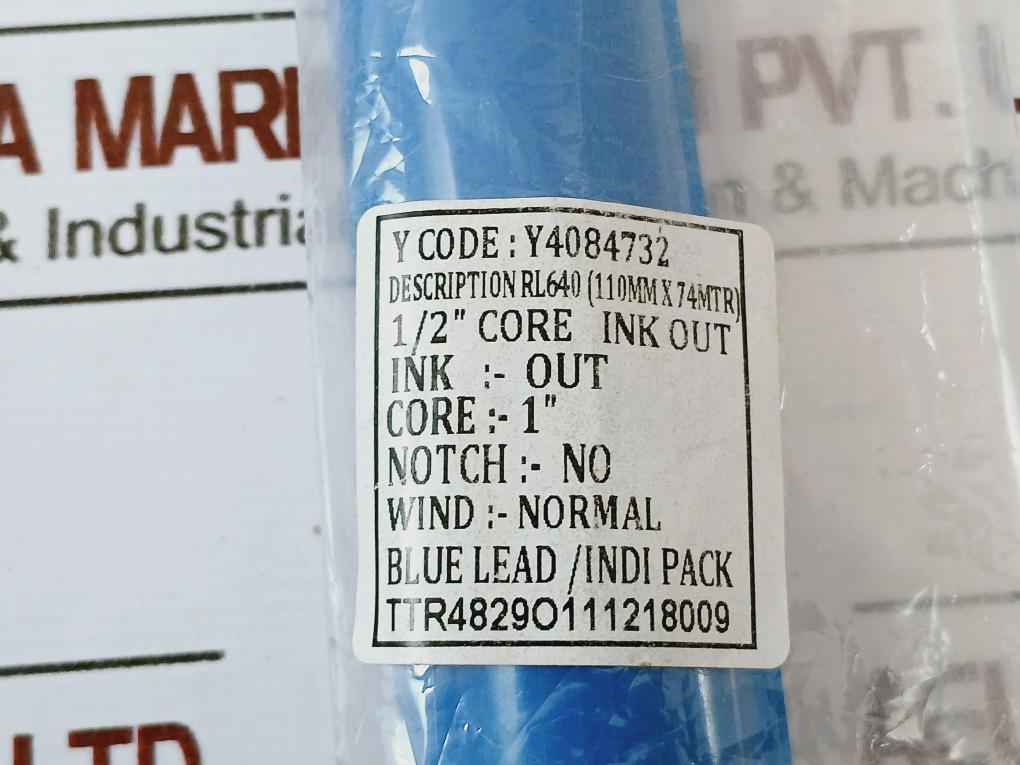 A MARI
PVT. L
& Industria
n & Mach
Y CODE : Y4084732
DESCRIPTION RL640 (110MM X 74MTR)
1/2" CORE INK OUT
INK :- OUT
CORE :- 1"
NOTCH :- NO
WIND :- NORMAL
BLUE LEAD /INDI PACK
TTR4829O111218009
LTD